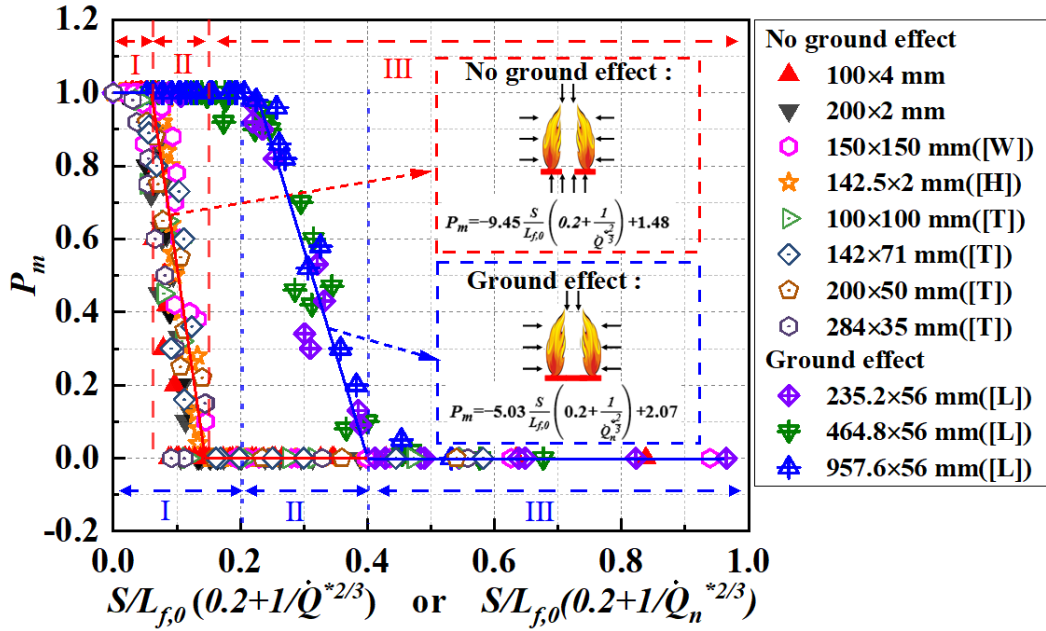 1.2
1.0
0.8
0.6
0.4
0.2
0.0
-0.2
P_m
I II III
No ground effect :
P_m=−9.45 S/L_{f,0} (0.2+1/Q̇^{*2/3})+1.48
Ground effect :
P_m=−5.03 S/L_{f,0} (0.2+1/Q̇_n^{*2/3})+2.07
I II III
0.0 0.2 0.4 0.6 0.8 1.0
S/L_{f,0} (0.2+1/Q̇^{*2/3}) or S/L_{f,0}(0.2+1/Q̇_n^{*2/3})
No ground effect
100×4 mm
200×2 mm
150×150 mm([W])
142.5×2 mm([H])
100×100 mm([T])
142×71 mm([T])
200×50 mm([T])
284×35 mm([T])
Ground effect
235.2×56 mm([L])
464.8×56 mm([L])
957.6×56 mm([L])